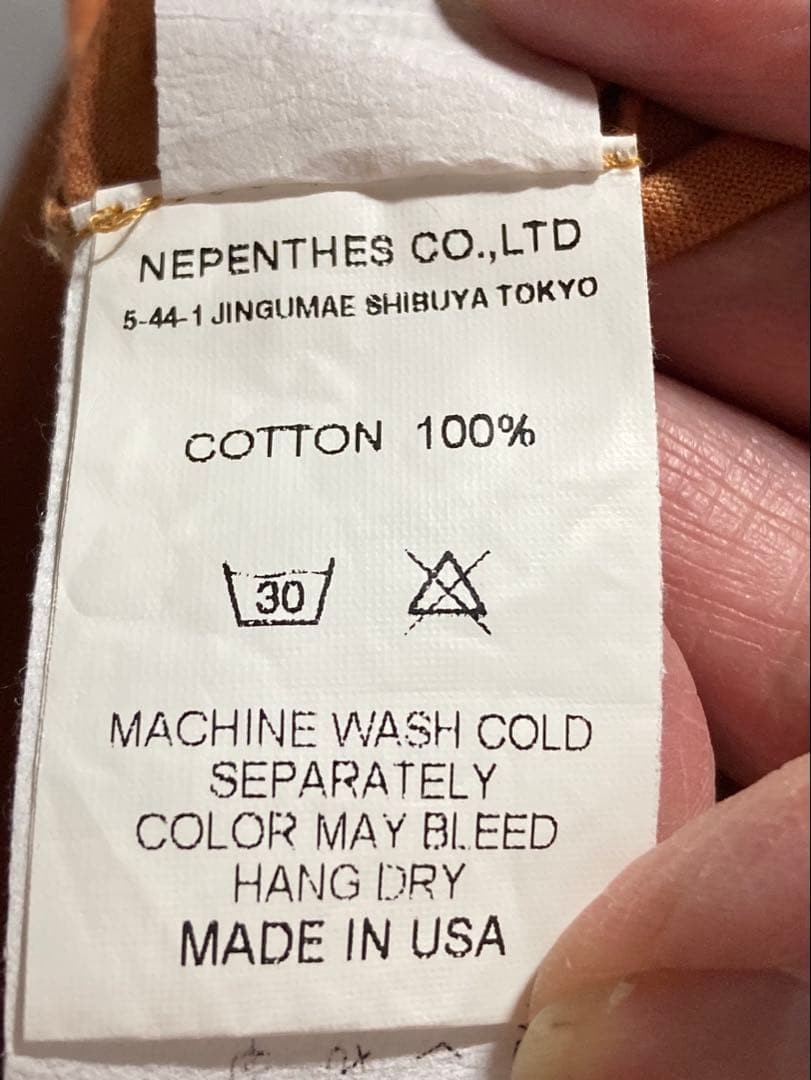 NEPENTHES CO.,LTD
5-44-1 JINGUMAE SHIBUYA TOKYO
COTTON 100%
30
MACHINE WASH COLD
SEPARATELY
COLOR MAY BLEED
HANG DRY
MADE IN USA